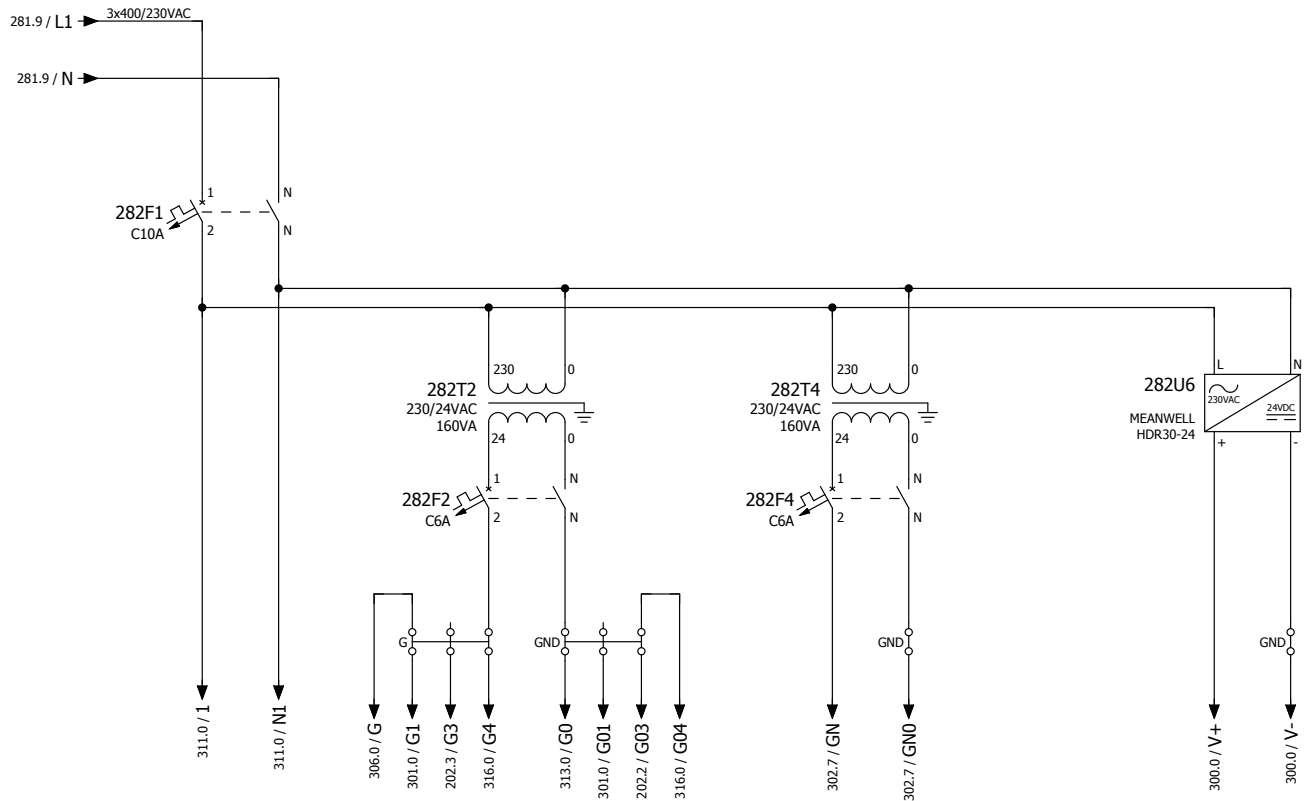 281.9 / L1
3x400/230VAC
281.9 / N
1
N
282F1
C10A
2
N
230
0
282T2
230/24VAC
160VA
24
0
230
0
282T4
230/24VAC
160VA
24
0
L
N
282U6
230VAC
24VDC
MEANWELL
HDR30-24
+
-
1
N
282F2
C6A
2
N
1
N
282F4
C6A
2
N
G
GND
GND
GND
311.0 / 1
311.0 / N1
306.0 / G
301.0 / G1
202.3 / G3
316.0 / G4
313.0 / G0
301.0 / G01
202.2 / G03
316.0 / G04
302.7 / GN
302.7 / GN0
300.0 / V+
300.0 / V-